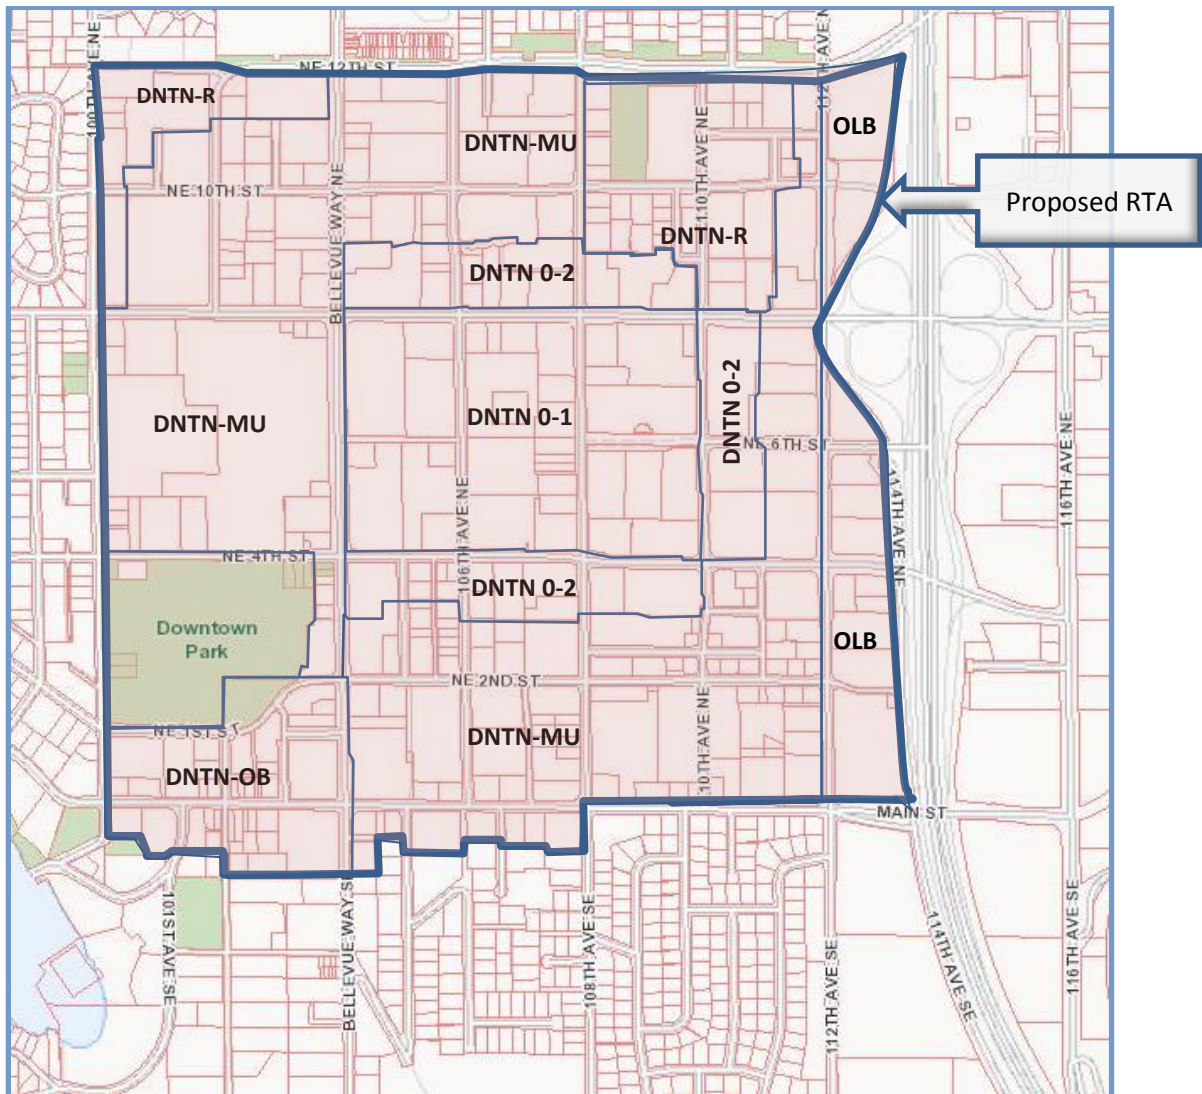 100TH AVE NE
NE 12TH ST
112TH AVE N
DNTN-R
OLB
DNTN-MU
110TH AVE NE
NE 10TH ST
Proposed RTA
DNTN-R
BELLEVUE WAY NE
DNTN 0-2
DNTN-MU
DNTN 0-1
DNTN 0-2
NE 6TH ST
116TH AVE NE
106TH AVE NE
114TH AVE NE
NE 4TH ST
DNTN 0-2
Downtown
Park
OLB
NE 2ND ST
NE 1ST ST
DNTN-MU
10TH AVE NE
DNTN-OB
MAIN ST
101ST AVE SE
BELLEVUE WAY SE
108TH AVE SE
112TH AVE SE
114TH AVE SE
116TH AVE SE